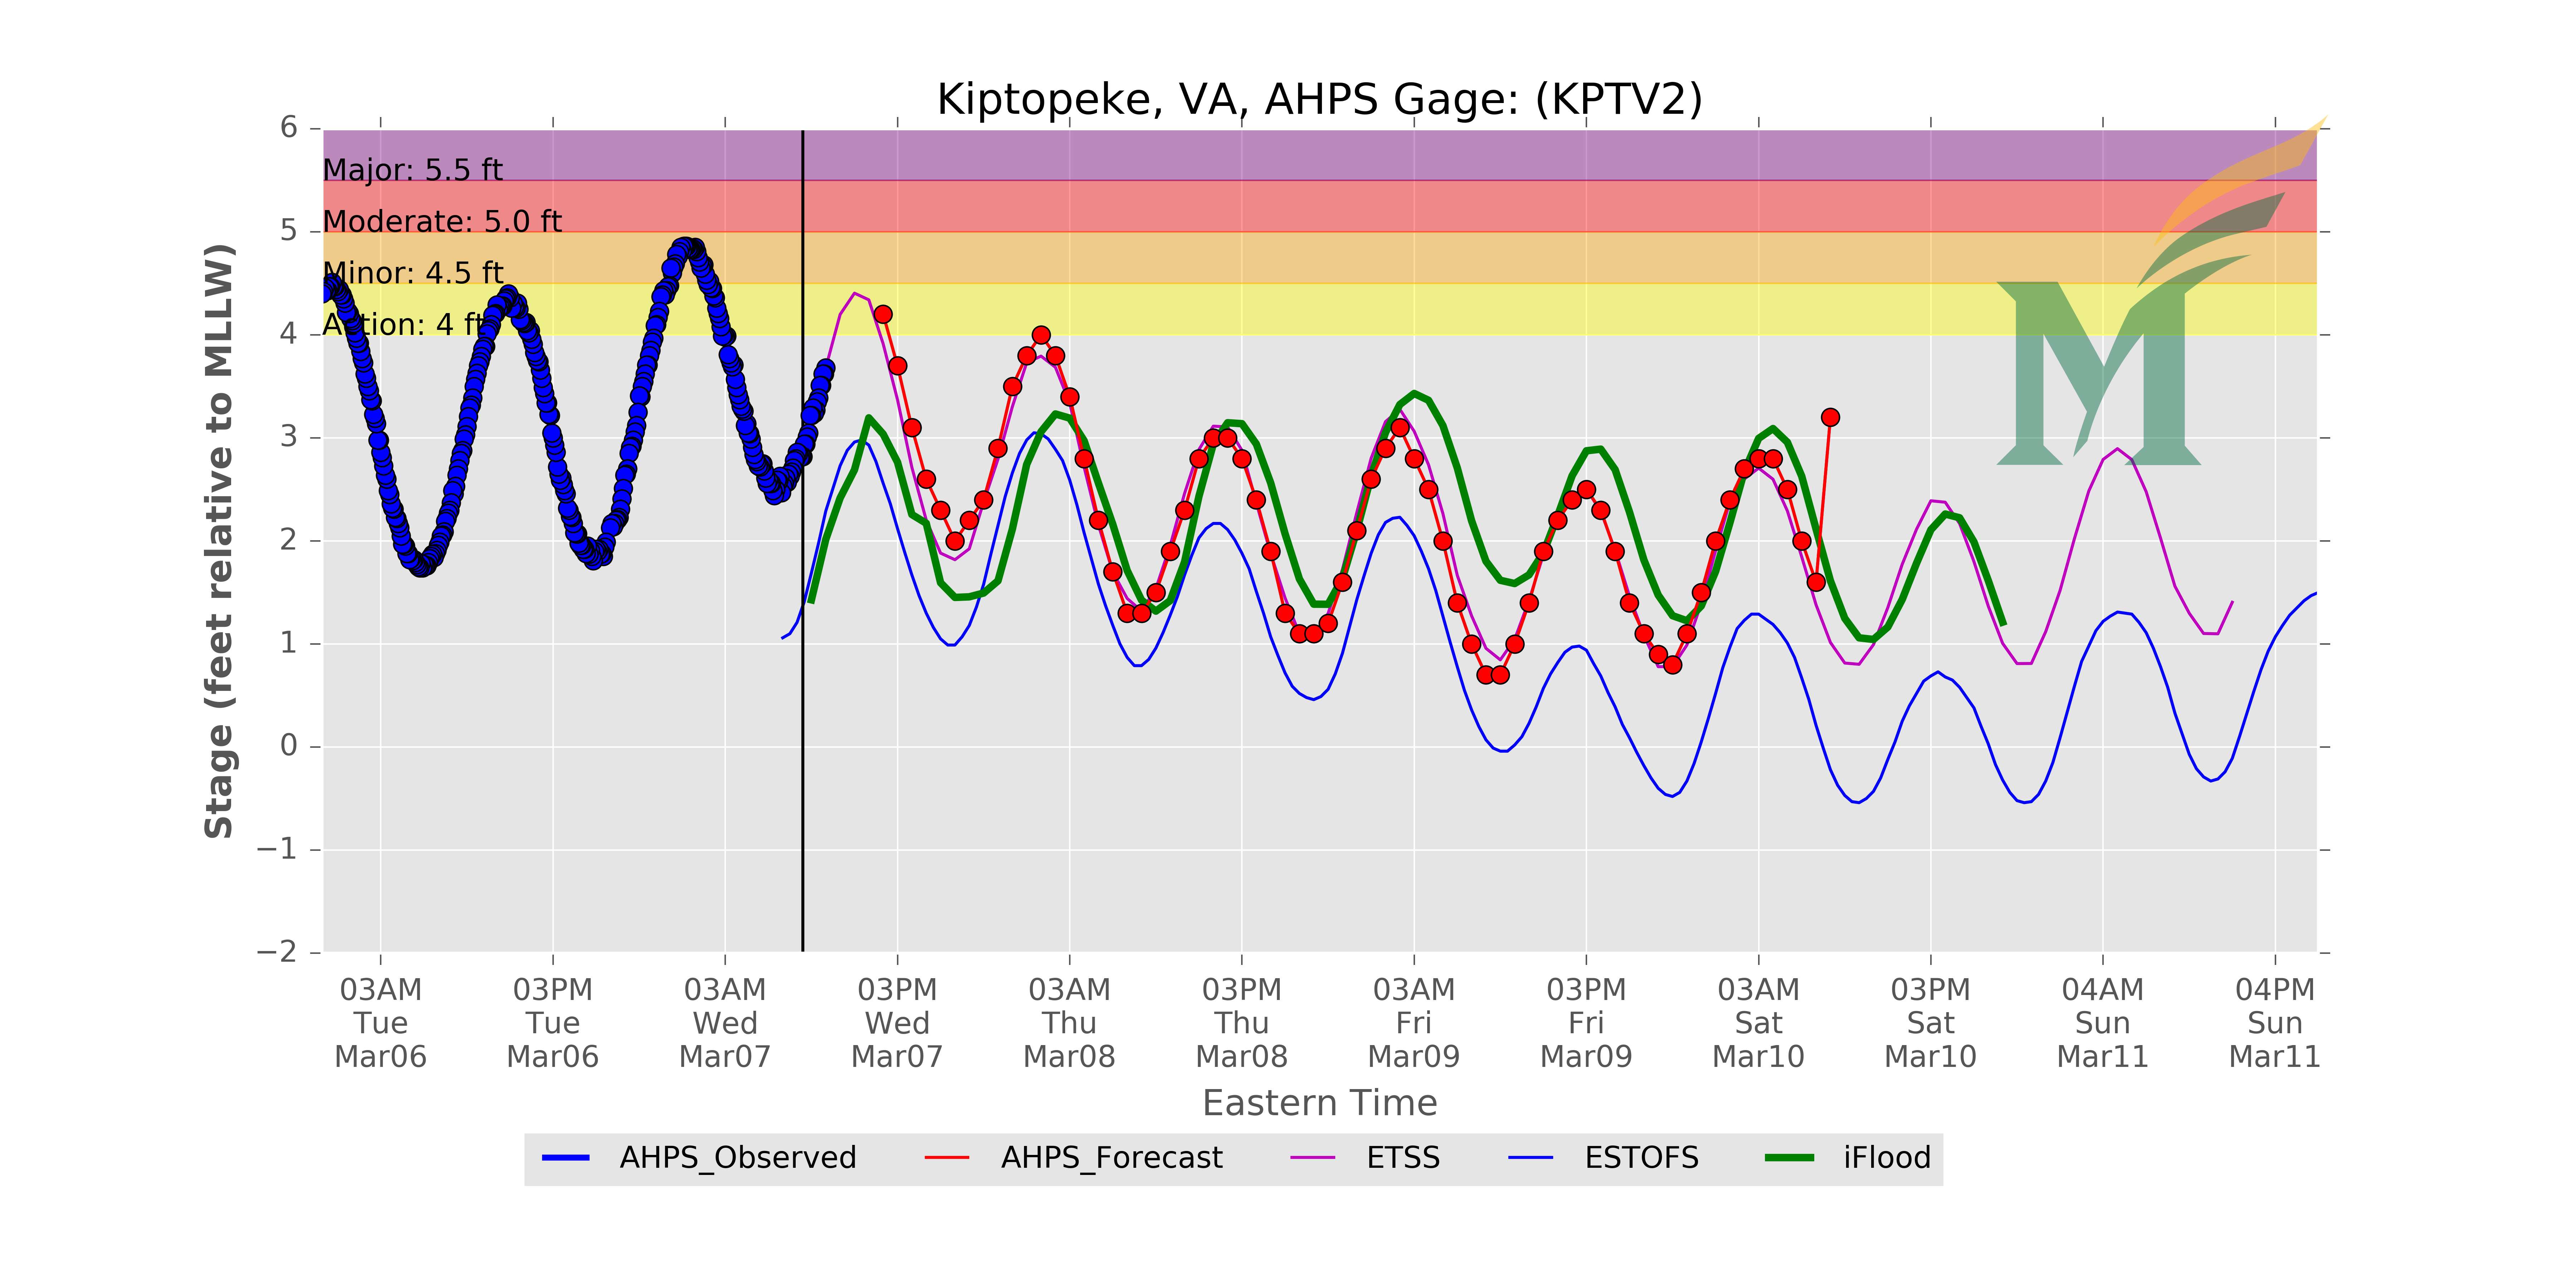 Kiptopeke, VA, AHPS Gage: (KPTV2)
6
5
4
3
2
1
0
−1
−2
Stage (feet relative to MLLW)
Major: 5.5 ft
Moderate: 5.0 ft
Minor: 4.5 ft
Action: 4 ft
03AM 03PM 03AM 03PM 03AM 03PM 03AM 03PM 03AM 03PM 04AM 04PM
Tue Tue Wed Wed Thu Thu Fri Fri Sat Sat Sun Sun
Mar06 Mar06 Mar07 Mar07 Mar08 Mar08 Mar09 Mar09 Mar10 Mar10 Mar11 Mar11
Eastern Time
AHPS_Observed AHPS_Forecast ETSS ESTOFS iFlood
M